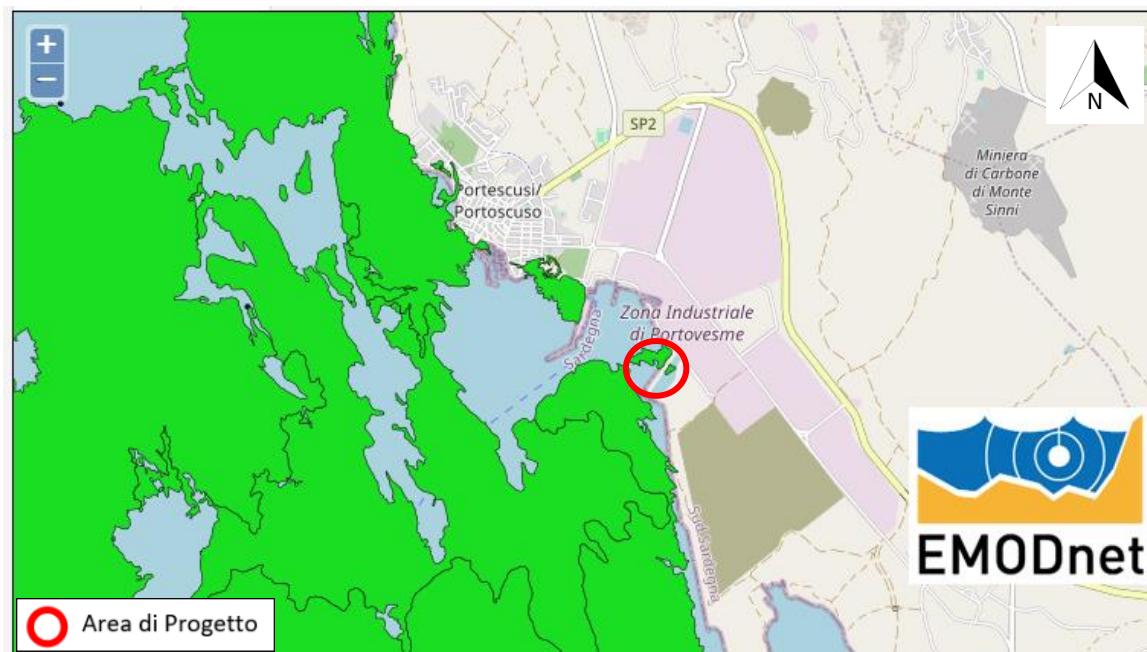 +
−
N
SP2
Miniera
di Carbone
di Monte
Sinni
Portescusi/
Portoscuso
Zona Industriale
di Portovesme
Sardegna
Sud Sardegna
EMODnet
Area di Progetto